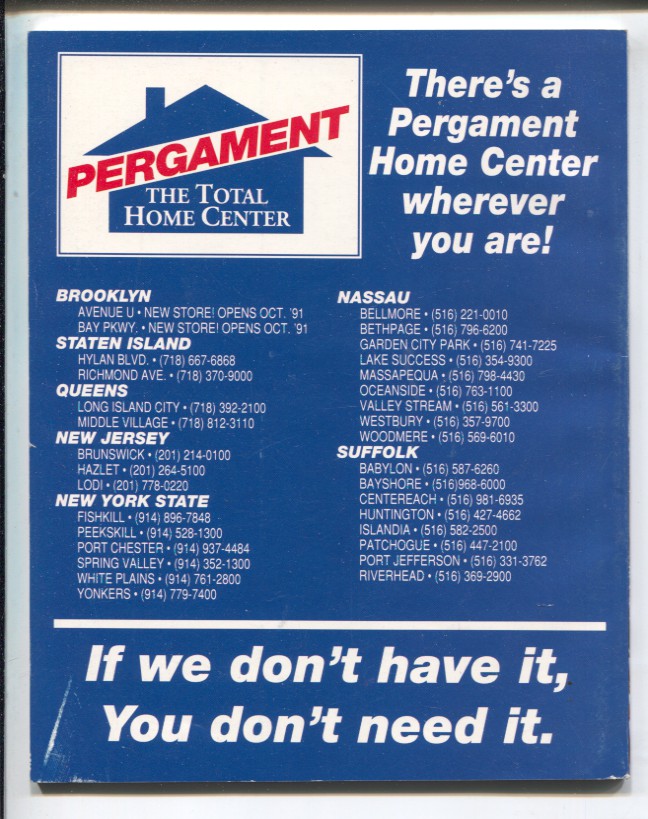 PERGAMENT
THE TOTAL
HOME CENTER
There's a
Pergament
Home Center
wherever
you are!
BROOKLYN
AVENUE U • NEW STORE! OPENS OCT. '91
BAY PKWY. • NEW STORE! OPENS OCT. '91
STATEN ISLAND
HYLAN BLVD. • (718) 667-6868
RICHMOND AVE. • (718) 370-9000
QUEENS
LONG ISLAND CITY • (718) 392-2100
MIDDLE VILLAGE • (718) 812-3110
NEW JERSEY
BRUNSWICK • (201) 214-0100
HAZLET • (201) 264-5100
LODI • (201) 778-0220
NEW YORK STATE
FISHKILL • (914) 896-7848
PEEKSKILL • (914) 528-1300
PORT CHESTER • (914) 937-4484
SPRING VALLEY • (914) 352-1300
WHITE PLAINS • (914) 761-2800
YONKERS • (914) 779-7400
NASSAU
BELLMORE • (516) 221-0010
BETHPAGE • (516) 796-6200
GARDEN CITY PARK • (516) 741-7225
LAKE SUCCESS • (516) 354-9300
MASSAPEQUA • (516) 798-4430
OCEANSIDE • (516) 763-1100
VALLEY STREAM • (516) 561-3300
WESTBURY • (516) 357-9700
WOODMERE • (516) 569-6010
SUFFOLK
BABYLON • (516) 587-6260
BAYSHORE • (516)968-6000
CENTEREACH • (516) 981-6935
HUNTINGTON • (516) 427-4662
ISLANDIA • (516) 582-2500
PATCHOGUE • (516) 447-2100
PORT JEFFERSON • (516) 331-3762
RIVERHEAD • (516) 369-2900
If we don't have it,
You don't need it.